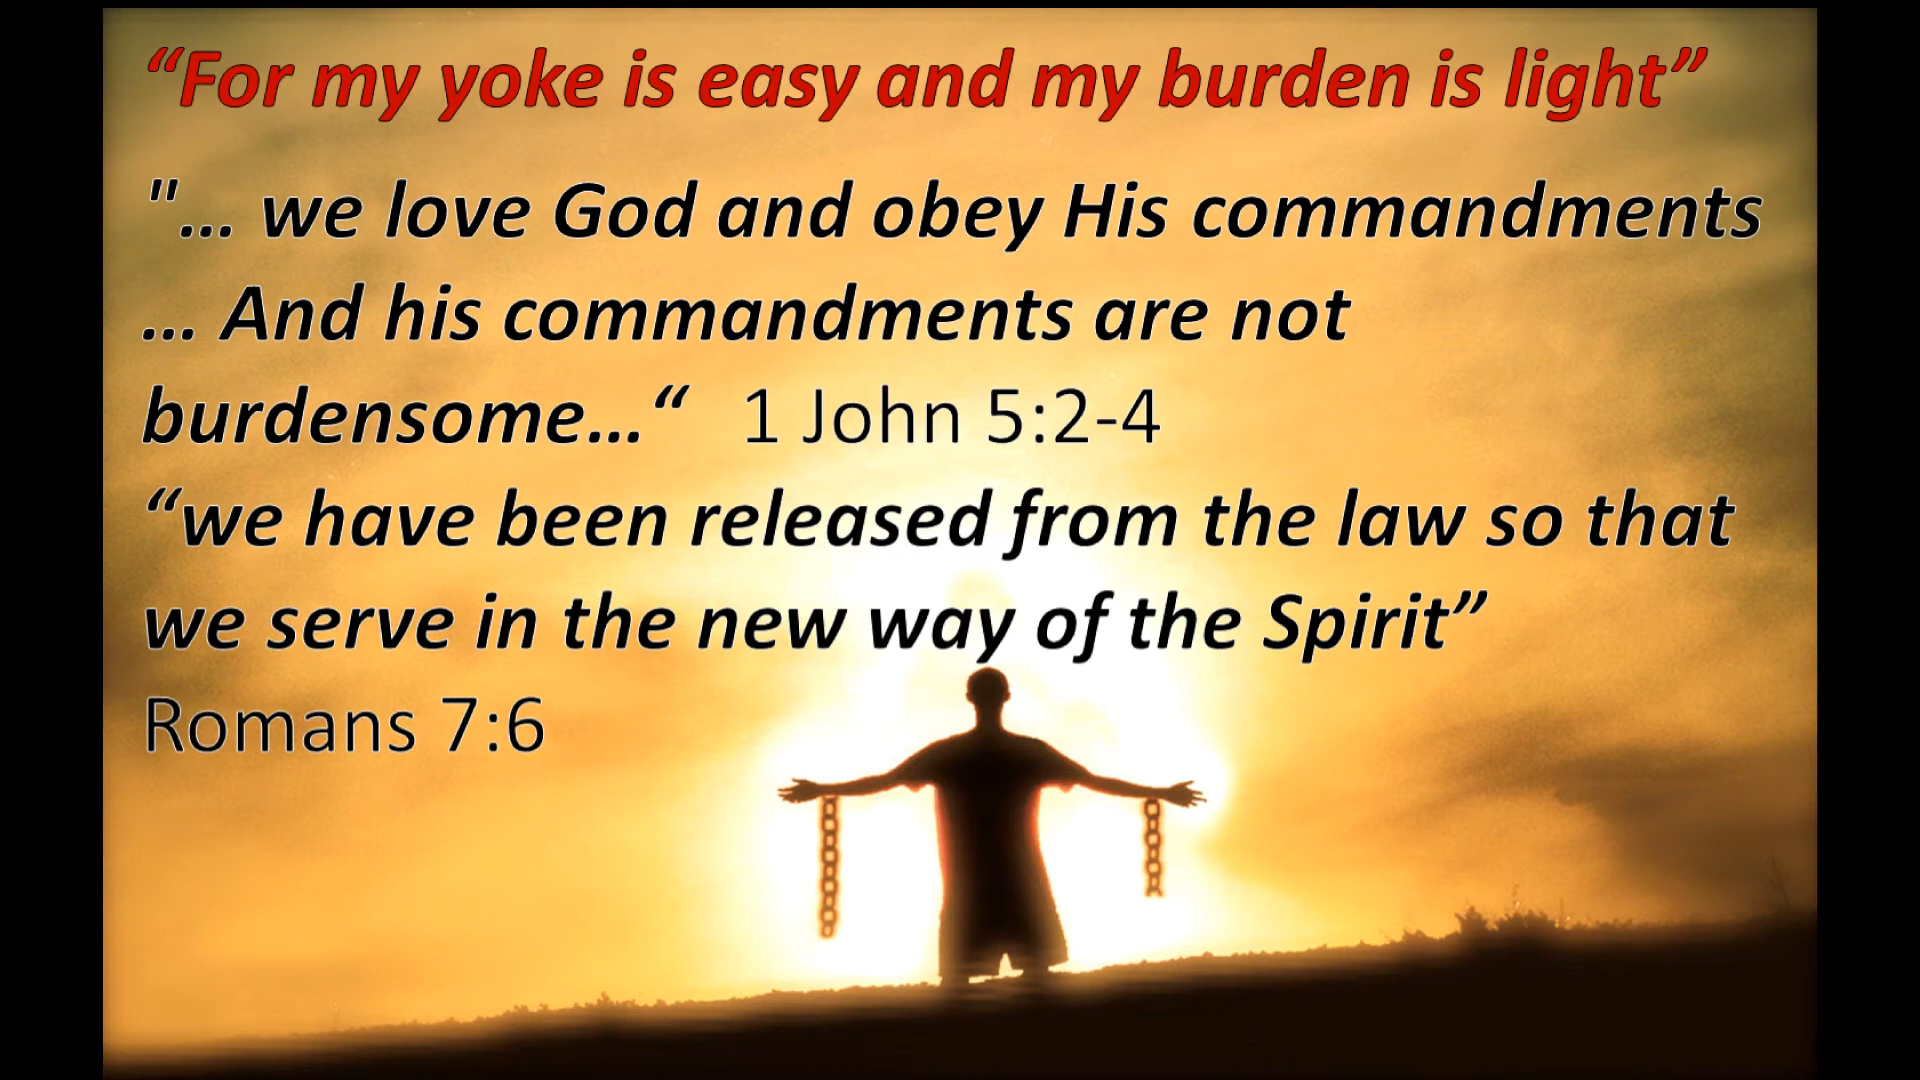 “For my yoke is easy and my burden is light”
"… we love God and obey His commandments
… And his commandments are not
burdensome…“ 1 John 5:2-4
“we have been released from the law so that
we serve in the new way of the Spirit”
Romans 7:6